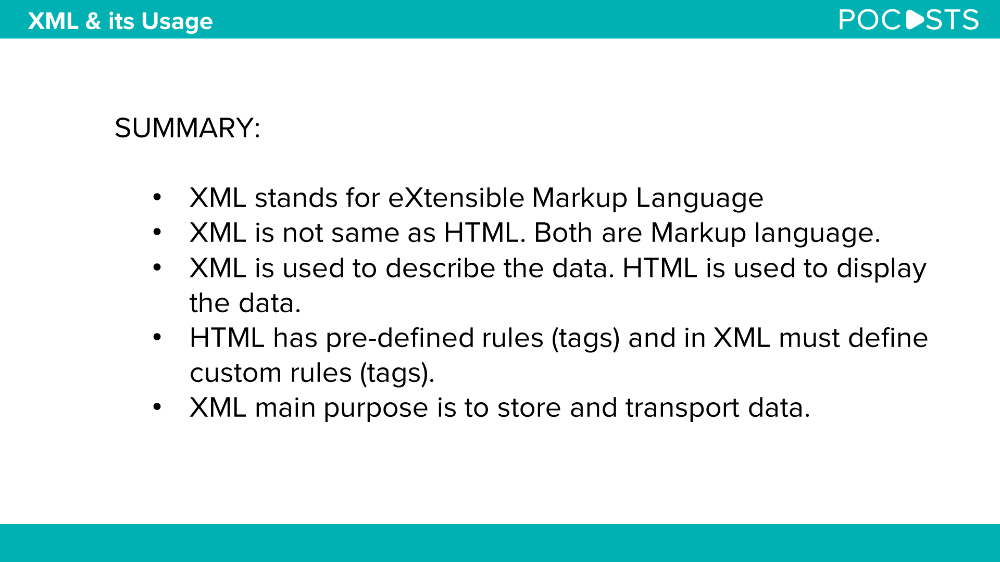 XML & its Usage
POC▶STS
SUMMARY:
• XML stands for eXtensible Markup Language
• XML is not same as HTML. Both are Markup language.
• XML is used to describe the data. HTML is used to display
the data.
• HTML has pre-defined rules (tags) and in XML must define
custom rules (tags).
• XML main purpose is to store and transport data.